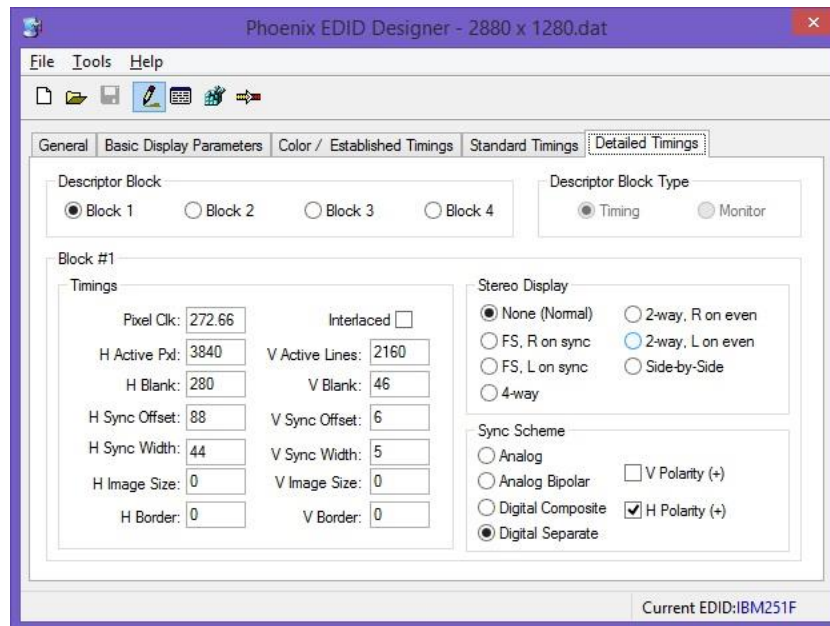 Phoenix EDID Designer - 2880 x 1280.dat
File Tools Help
General Basic Display Parameters Color / Established Timings Standard Timings Detailed Timings
Descriptor Block
Block 1 Block 2 Block 3 Block 4
Descriptor Block Type
Timing Monitor
Block #1
Timings
Pixel Clk: 272.66 Interlaced
H Active Pxl: 3840 V Active Lines: 2160
H Blank: 280 V Blank: 46
H Sync Offset: 88 V Sync Offset: 6
H Sync Width: 44 V Sync Width: 5
H Image Size: 0 V Image Size: 0
H Border: 0 V Border: 0
Stereo Display
None (Normal) 2-way, R on even
FS, R on sync 2-way, L on even
FS, L on sync Side-by-Side
4-way
Sync Scheme
Analog
Analog Bipolar V Polarity (+)
Digital Composite H Polarity (+)
Digital Separate
Current EDID:IBM251F